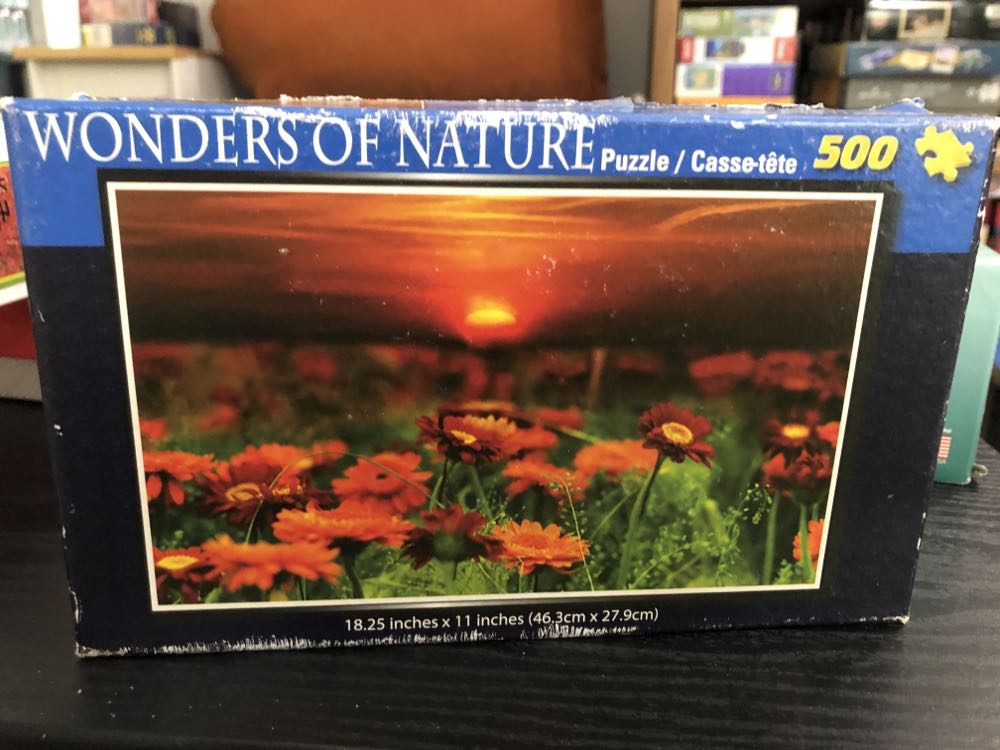 WONDERS OF NATURE Puzzle / Casse-tête 500
18.25 inches x 11 inches (46.3cm x 27.9cm)